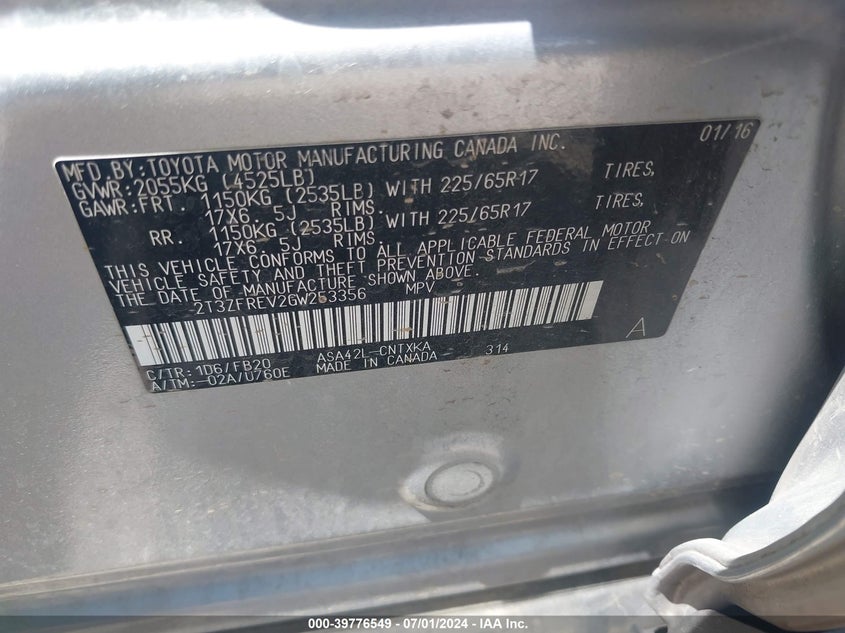 01/16
MFD.BY:TOYOTA MOTOR MANUFACTURING CANADA INC.
GVWR:2055KG (4525LB)
GAWR:FRT. 1150KG (2535LB) WITH 225/65R17 TIRES,
17X6. 5J RIMS.
RR. 1150KG (2535LB) WITH 225/65R17 TIRES,
17X6. 5J RIMS.
THIS VEHICLE CONFORMS TO ALL APPLICABLE FEDERAL MOTOR
VEHICLE SAFETY AND THEFT PREVENTION STANDARDS IN EFFECT ON
THE DATE OF MANUFACTURE SHOWN ABOVE.
2T3ZFREV2GW253356 MPV
A
C/TR: 1D6/FB20 ASA42L-CNTXKA 314
A/TM:-02A/U760E MADE IN CANADA
000-39776549 - 07/01/2024 - IAA Inc.